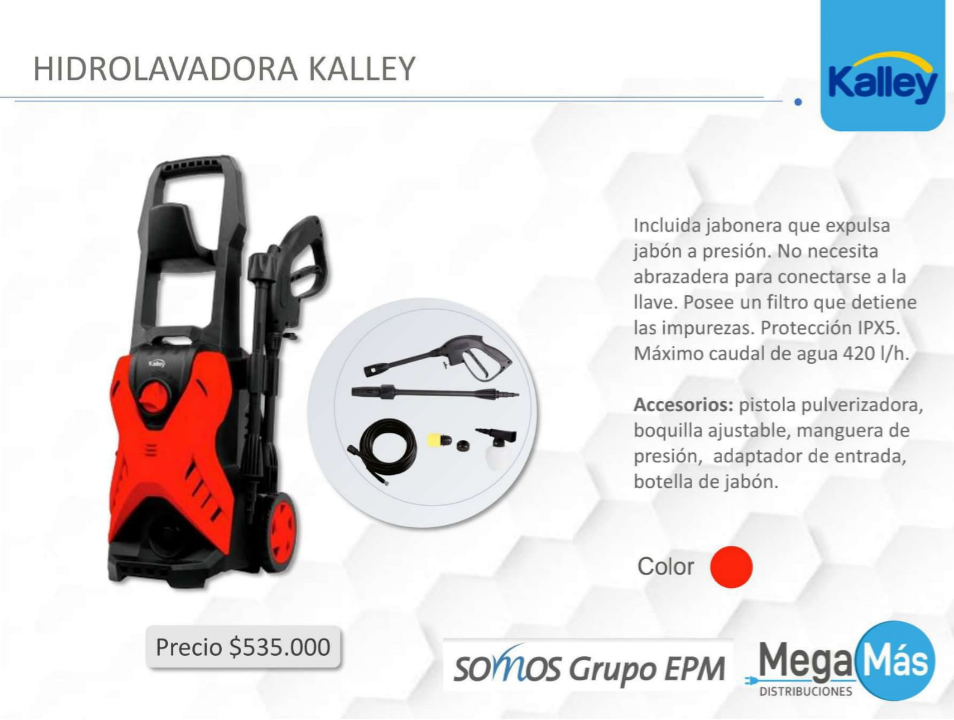 HIDROLAVADORA KALLEY
Kalley
Kalley
Incluida jabonera que expulsa
jabón a presión. No necesita
abrazadera para conectarse a la
llave. Posee un filtro que detiene
las impurezas. Protección IPX5.
Máximo caudal de agua 420 l/h.
Accesorios: pistola pulverizadora,
boquilla ajustable, manguera de
presión, adaptador de entrada,
botella de jabón.
Color
Precio $535.000
somos Grupo EPM
Mega Más
DISTRIBUCIONES